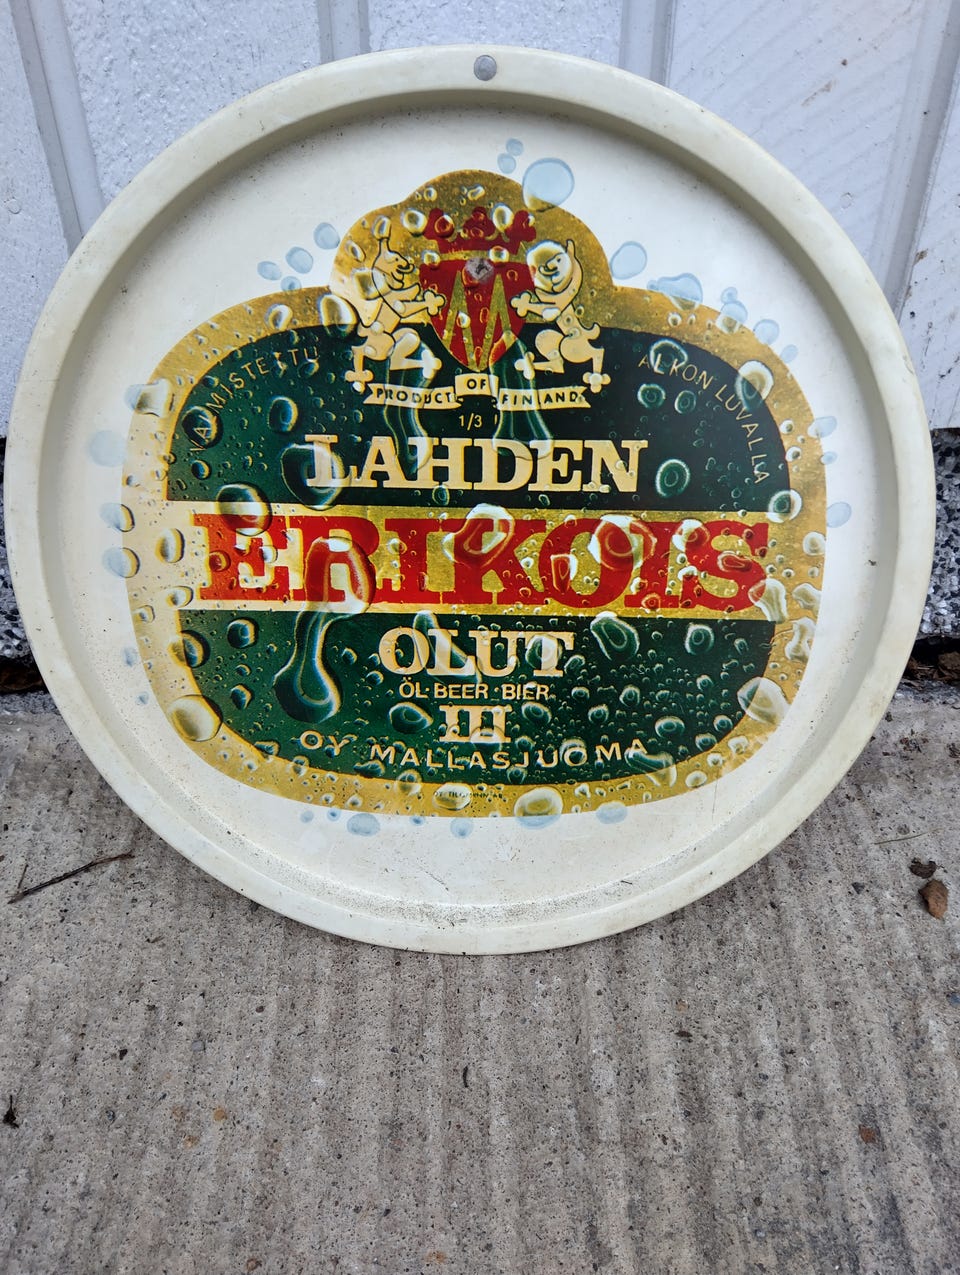 VALMISTETTU
ALKON LUVALLA
PRODUCT OF FINLAND
1/3
LAHDEN
ERIKOIS
OLUT
ÖL·BEER·BIER
III
OY MALLASJUOMA